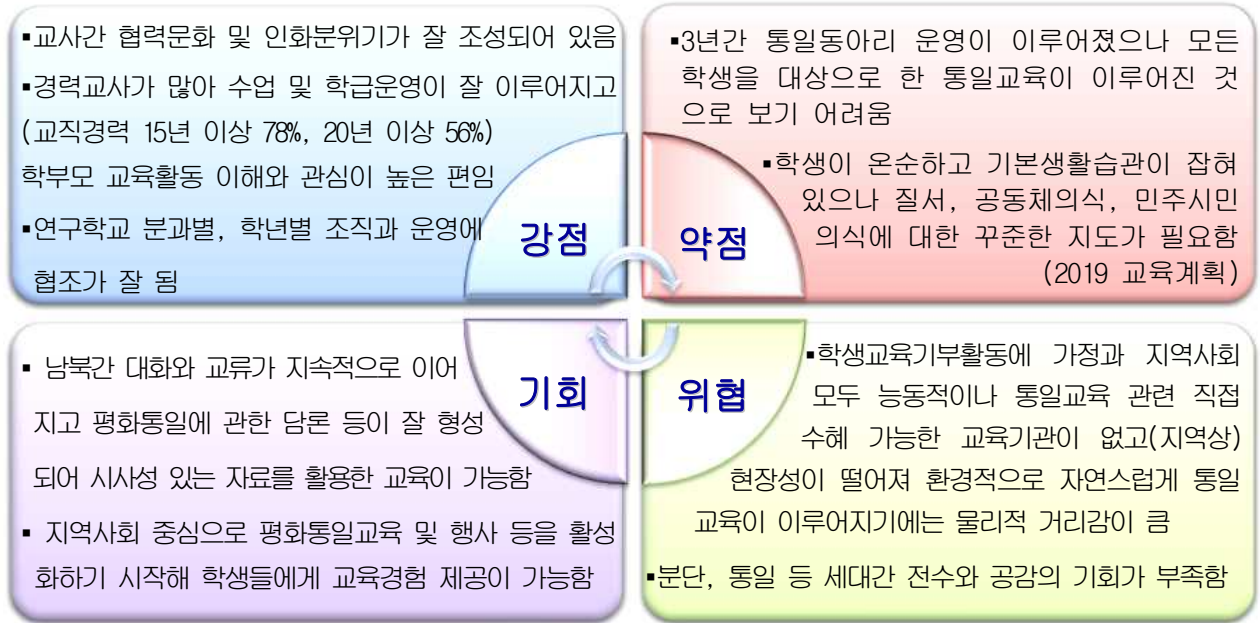 ▪교사간 협력문화 및 인화분위기가 잘 조성되어 있음
▪경력교사가 많아 수업 및 학급운영이 잘 이루어지고
(교직경력 15년 이상 78%, 20년 이상 56%)
학부모 교육활동 이해와 관심이 높은 편임
▪연구학교 분과별, 학년별 조직과 운영에
협조가 잘 됨
강점
▪3년간 통일동아리 운영이 이루어졌으나 모든
학생을 대상으로 한 통일교육이 이루어진 것
으로 보기 어려움
▪학생이 온순하고 기본생활습관이 잡혀
있으나 질서, 공동체의식, 민주시민
의식에 대한 꾸준한 지도가 필요함
(2019 교육계획)
약점
▪ 남북간 대화와 교류가 지속적으로 이어
지고 평화통일에 관한 담론 등이 잘 형성
되어 시사성 있는 자료를 활용한 교육이 가능함
▪ 지역사회 중심으로 평화통일교육 및 행사 등을 활성
화하기 시작해 학생들에게 교육경험 제공이 가능함
기회
▪학생교육기부활동에 가정과 지역사회
모두 능동적이나 통일교육 관련 직접
수혜 가능한 교육기관이 없고(지역상)
현장성이 떨어져 환경적으로 자연스럽게 통일
교육이 이루어지기에는 물리적 거리감이 큼
▪분단, 통일 등 세대간 전수와 공감의 기회가 부족함
위협